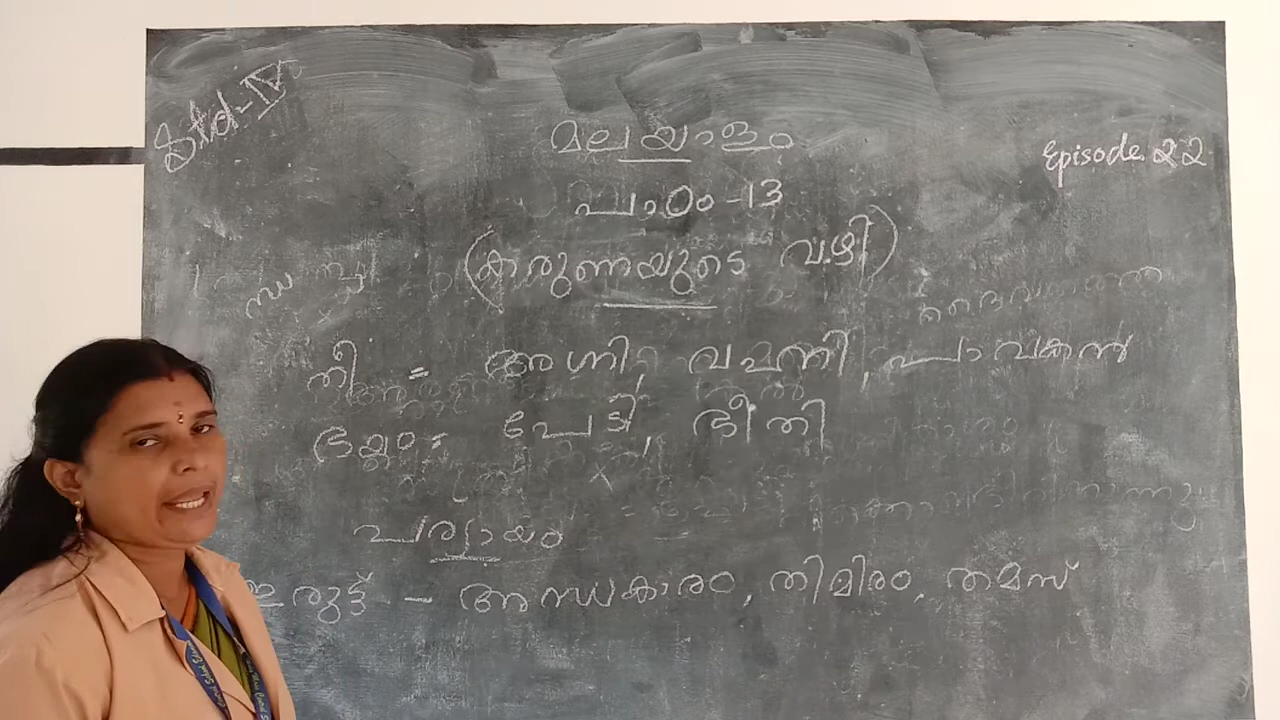 Std-IV
മലയാളം
Episode. 22
പാഠം -13
(കരുണയുടെ വഴി)
തീ = അഗ്നി, വഹ്നി, പാവകൻ
ഭയം= പേടി, ഭീതി
പര്യായം
ഇരുട്ട് - അന്ധകാരം, തിമിരം, തമസ്